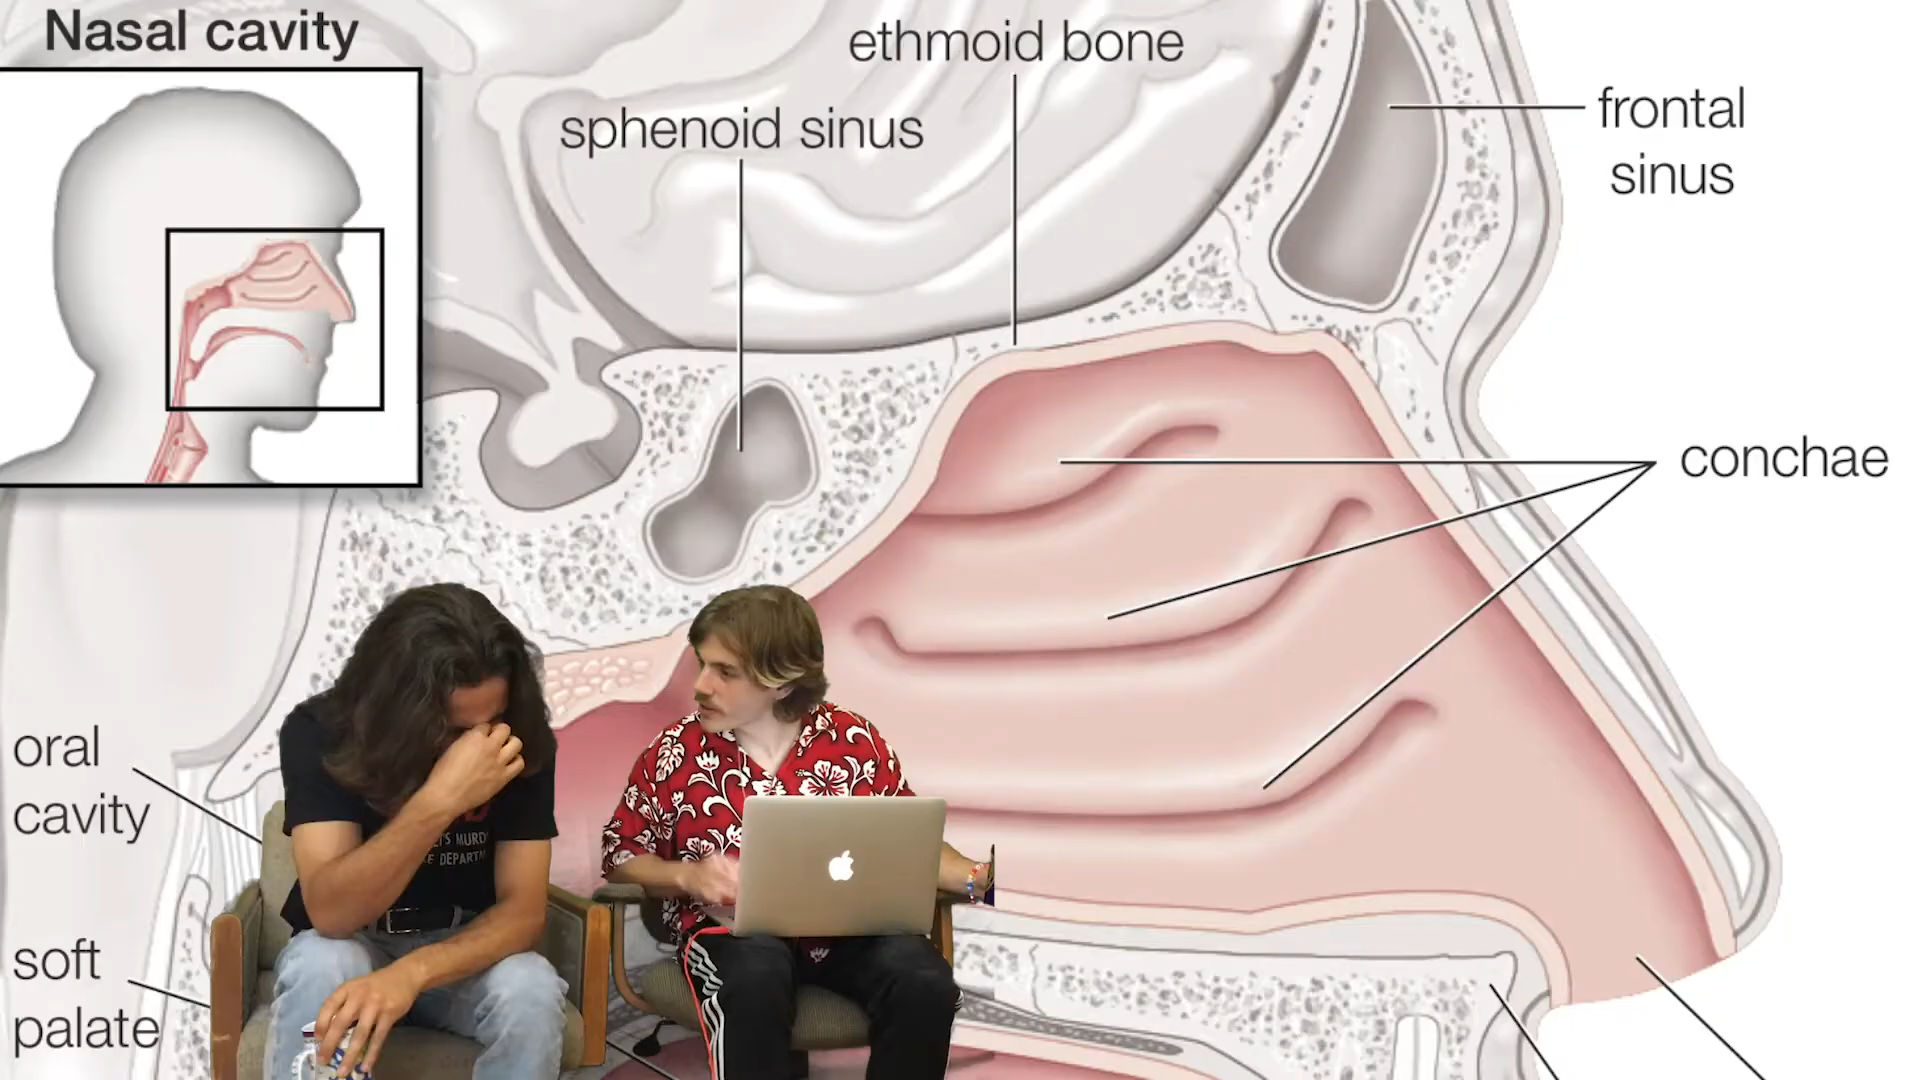 Nasal cavity
ethmoid bone
sphenoid sinus
frontal
sinus
conchae
oral
cavity
soft
palate